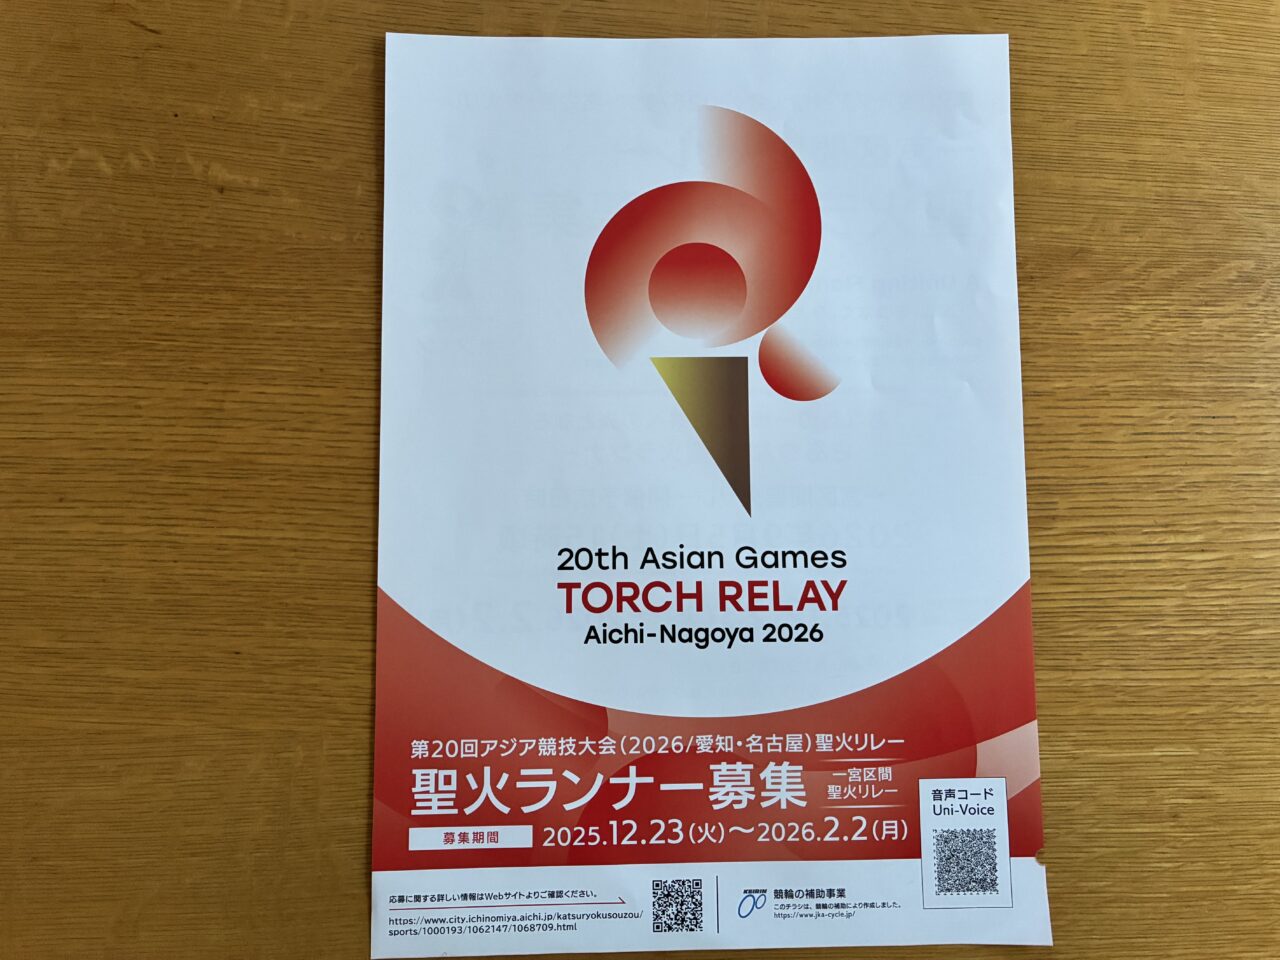 20th Asian Games
TORCH RELAY
Aichi-Nagoya 2026
第20回アジア競技大会(2026/愛知・名古屋)聖火リレー
聖火ランナー募集
一宮区間
聖火リレー
募集期間 2025.12.23(火)〜2026.2.2(月)
音声コード
Uni-Voice
応募に関する詳しい情報はWebサイトよりご確認ください。
https://www.city.ichinomiya.aichi.jp/katsuryokusouzou/
sports/1000193/1062147/1068709.html
KEIRIN
競輪の補助事業
このチラシは、競輪の補助により作成しました。
https://www.jka-cycle.jp/